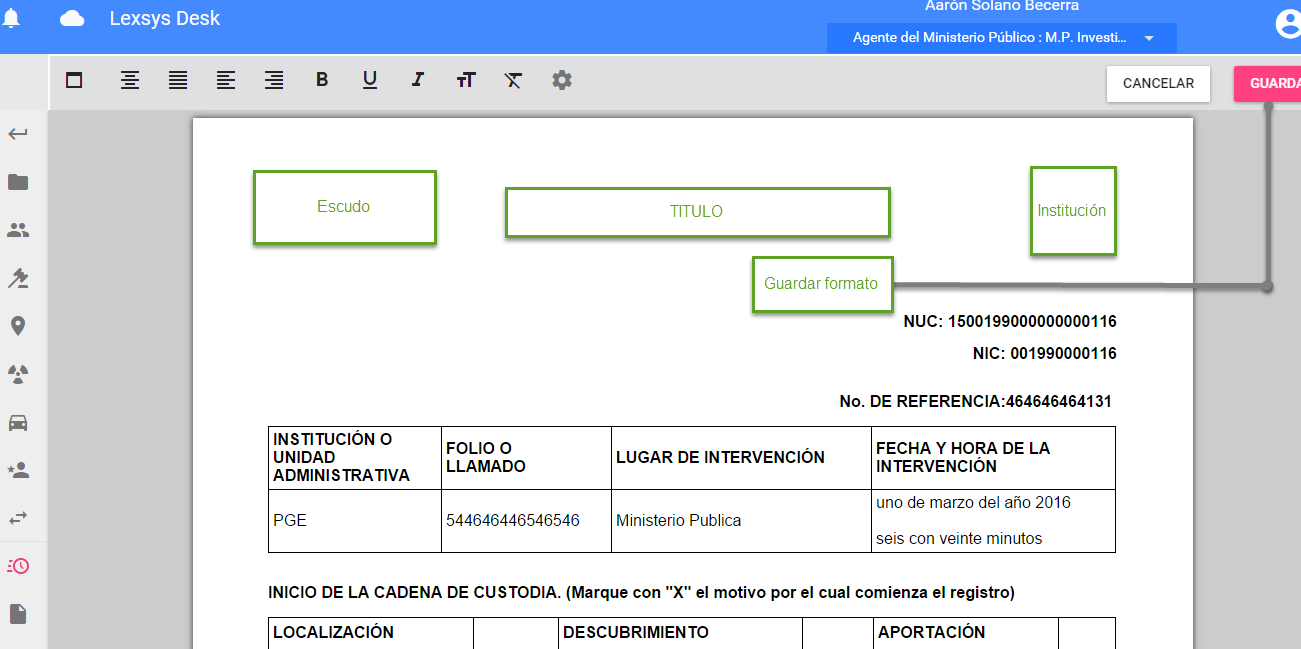 Aarón Solano Becerra
Lexsys Desk
Agente del Ministerio Público : M.P. Investi...
B U I TT
CANCELAR
GUARDA
Escudo
TITULO
Institución
Guardar formato
NUC: 1500199000000000116
NIC: 001990000116
No. DE REFERENCIA:464646464131
INSTITUCIÓN O
UNIDAD
ADMINISTRATIVA
FOLIO O
LLAMADO
LUGAR DE INTERVENCIÓN
FECHA Y HORA DE LA
INTERVENCIÓN
PGE
544646446546546
Ministerio Publica
uno de marzo del año 2016
seis con veinte minutos
INICIO DE LA CADENA DE CUSTODIA. (Marque con "X" el motivo por el cual comienza el registro)
LOCALIZACIÓN
DESCUBRIMIENTO
APORTACIÓN